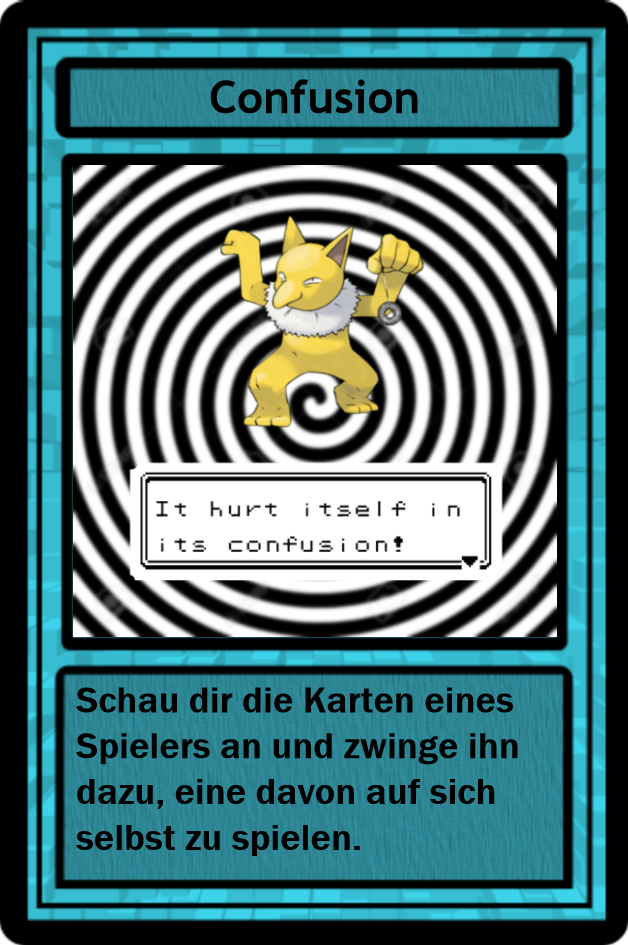 Confusion
It hurt itself in
its confusion!
Schau dir die Karten eines
Spielers an und zwinge ihn
dazu, eine davon auf sich
selbst zu spielen.